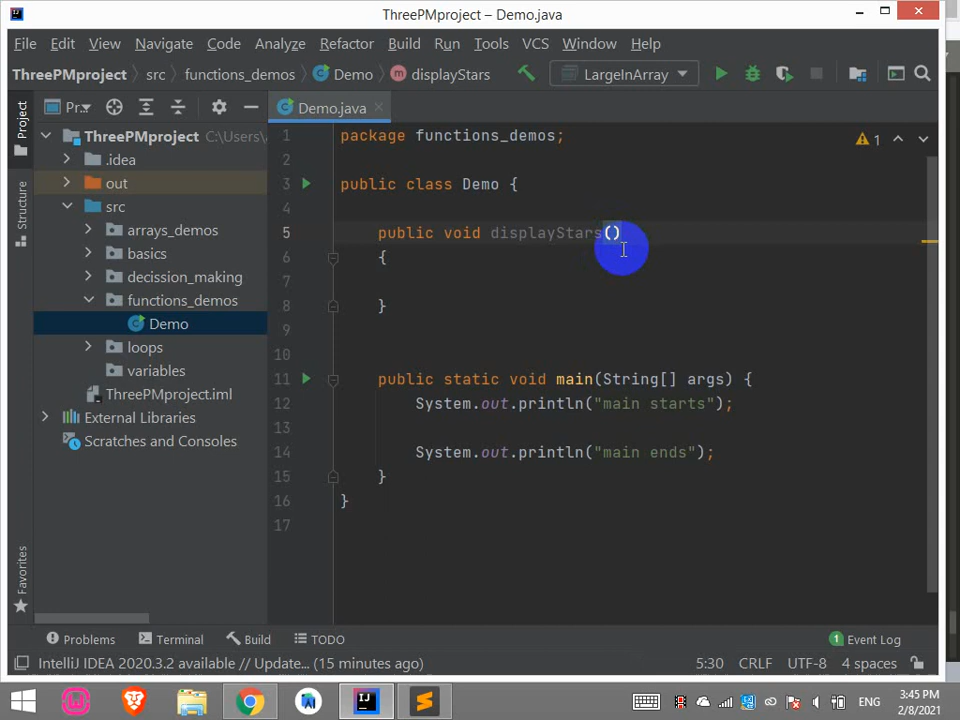 ThreePMproject – Demo.java
File Edit View Navigate Code Analyze Refactor Build Run Tools VCS Window Help
ThreePMproject src functions_demos Demo displayStars LargeInArray
Project
Structure
Favorites
Pr... Demo.java
ThreePMproject C:\Users\
.idea
out
src
arrays_demos
basics
decission_making
functions_demos
Demo
loops
variables
ThreePMproject.iml
External Libraries
Scratches and Consoles
1 package functions_demos;
1
2
3 public class Demo {
4
5 public void displayStars()
6 {
7
8 }
9
10
11 public static void main(String[] args) {
12 System.out.println("main starts");
13
14 System.out.println("main ends");
15 }
16 }
17
Problems Terminal Build TODO 1 Event Log
IntelliJ IDEA 2020.3.2 available // Update... (15 minutes ago) 5:30 CRLF UTF-8 4 spaces
ENG 3:45 PM
2/8/2021